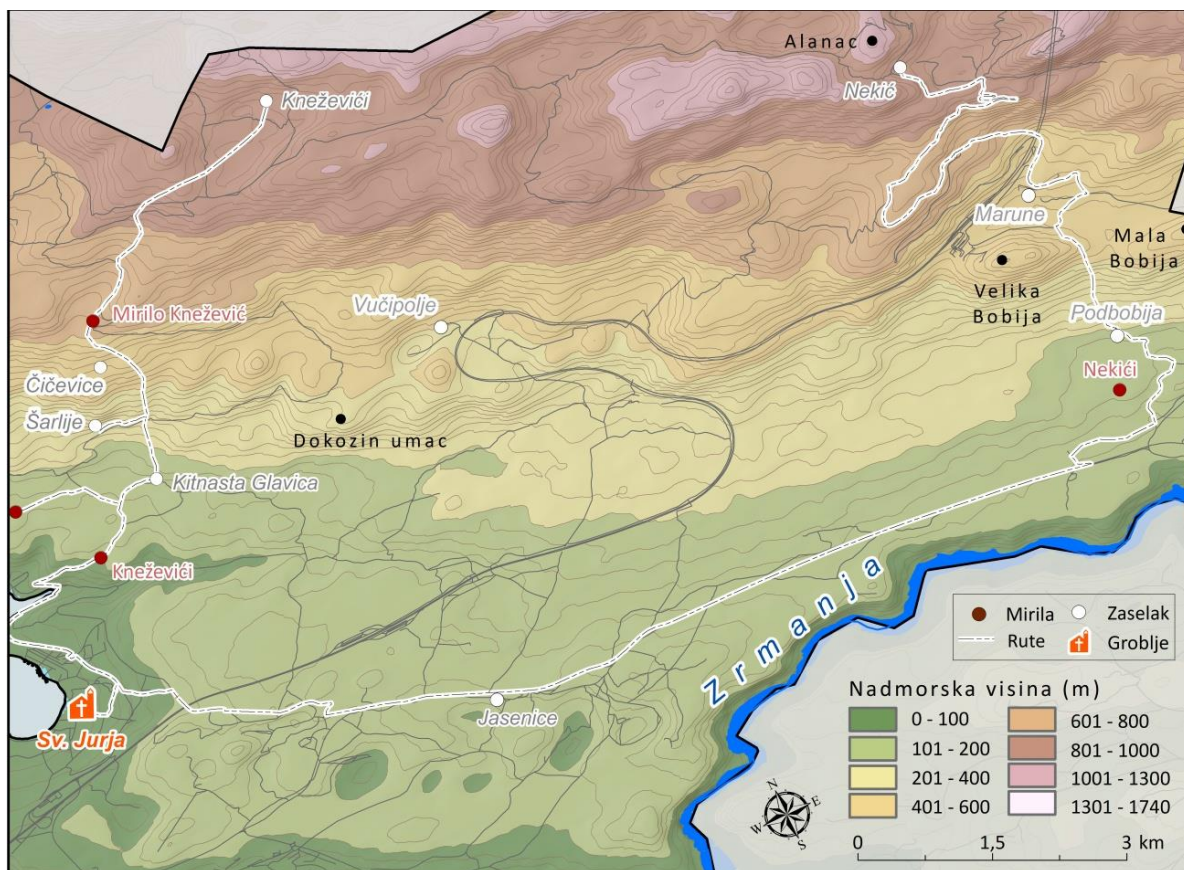 Alanac
Nekić
Kneževići
Marune
Mala
Bobija
Velika
Bobija
Podbobija
Mirilo Knežević
Vučipolje
Čičevice
Nekići
Šarlije
Dokozin umac
Kitnasta Glavica
Kneževići
Zrmanja
Jasenice
Sv. Jurja
Mirila
Zaselak
Rute
Groblje
Nadmorska visina (m)
0 - 100
601 - 800
101 - 200
801 - 1000
201 - 400
1001 - 1300
401 - 600
1301 - 1740
N
E
W
S
0
1,5
3 km